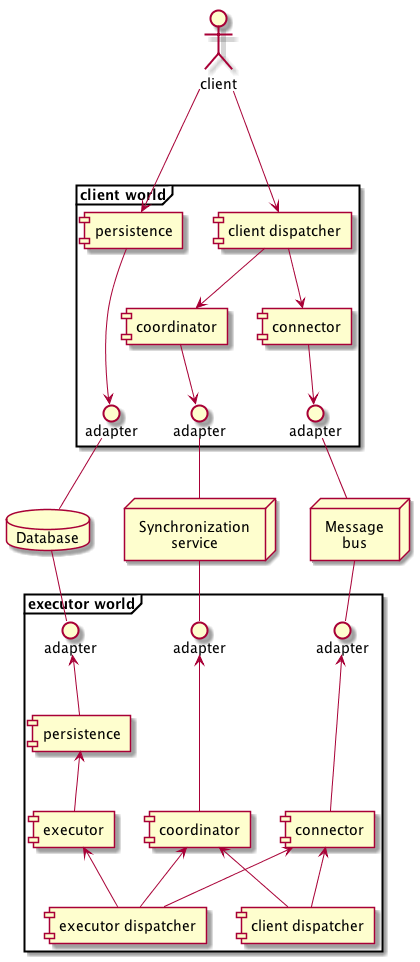 client
client world
persistence
client dispatcher
coordinator
connector
adapter
adapter
adapter
Database
Synchronization
service
Message
bus
executor world
adapter
adapter
adapter
persistence
executor
coordinator
connector
executor dispatcher
client dispatcher